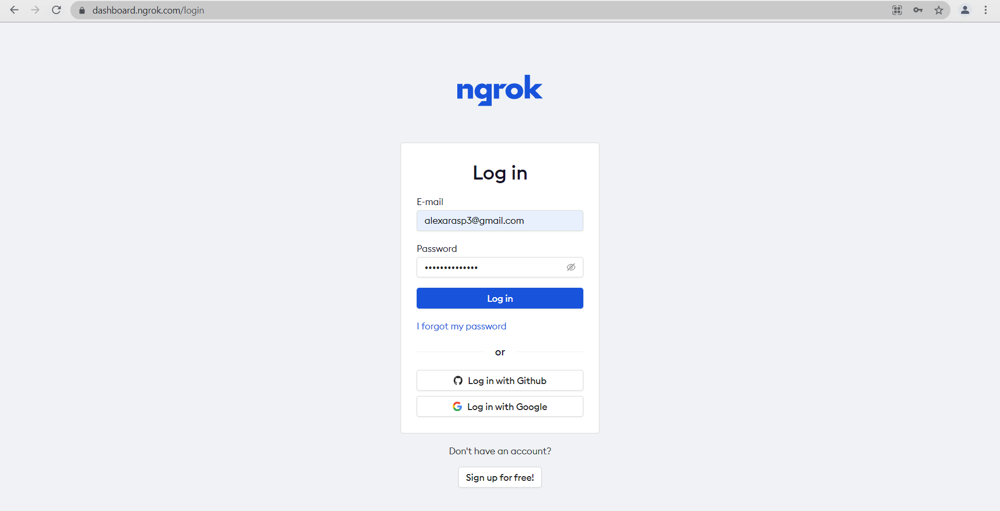 dashboard.ngrok.com/login
ngrok
Log in
E-mail
alexarasp3@gmail.com
Password
••••••••••••••
Log in
I forgot my password
or
Log in with Github
Log in with Google
Don't have an account?
Sign up for free!